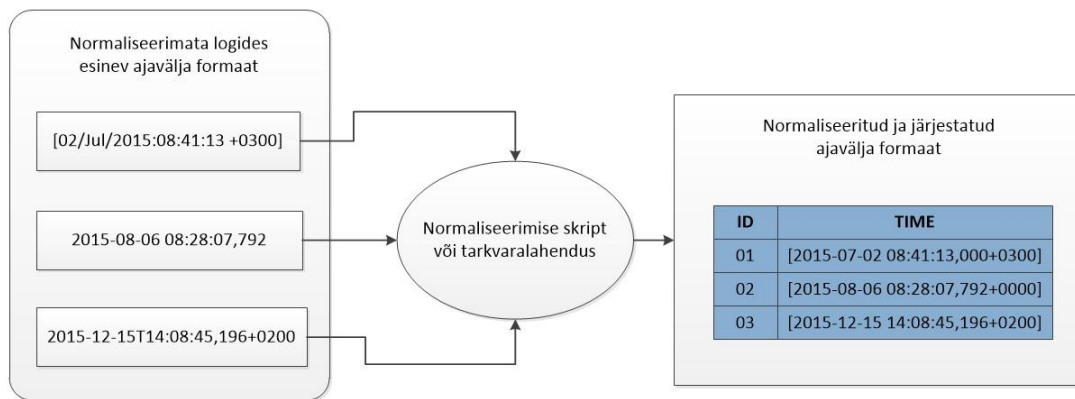 Normaliseerimata logides
esinev ajavälja formaat
[02/Jul/2015:08:41:13 +0300]
2015-08-06 08:28:07,792
2015-12-15T14:08:45,196+0200
Normaliseerimise skript
või tarkvaralahendus
Normaliseeritud ja järjestatud
ajavälja formaat
ID TIME
01 [2015-07-02 08:41:13,000+0300]
02 [2015-08-06 08:28:07,792+0000]
03 [2015-12-15 14:08:45,196+0200]